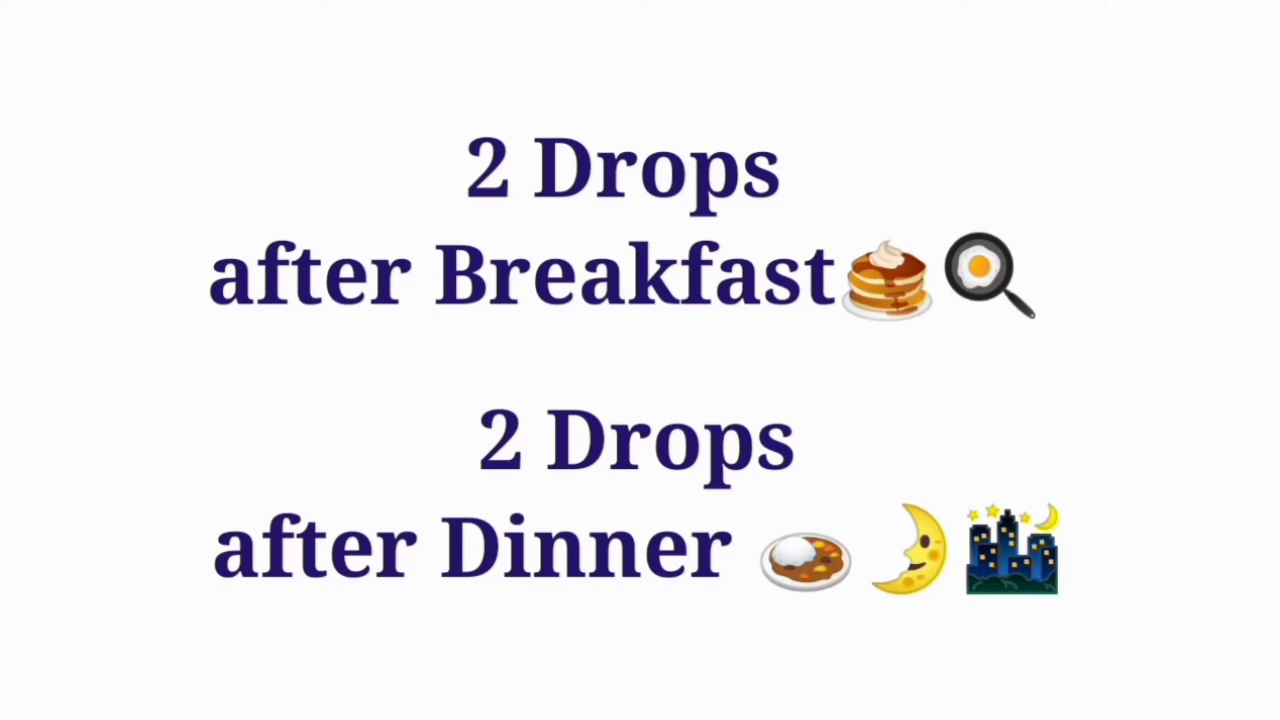 2 Drops
after Breakfast🥞🍳
2 Drops
after Dinner 🍛🌛🌃